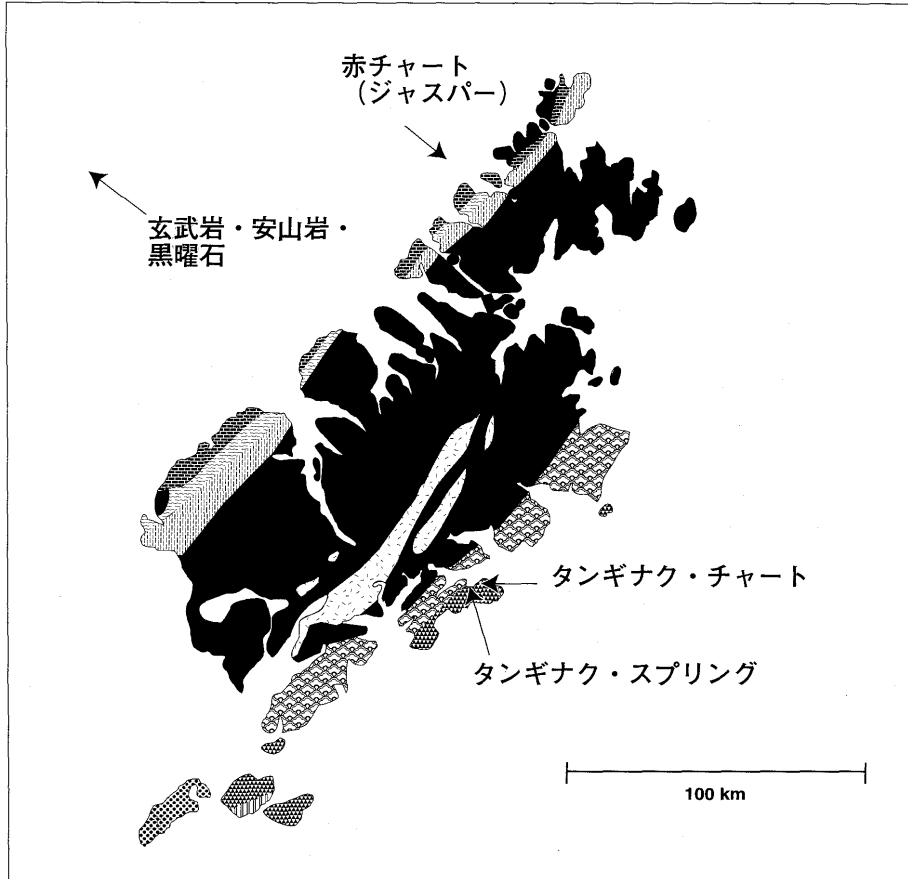 赤チャート
（ジャスパー）
玄武岩・安山岩・
黒曜石
タンギナク・チャート
タンギナク・スプリング
100 km